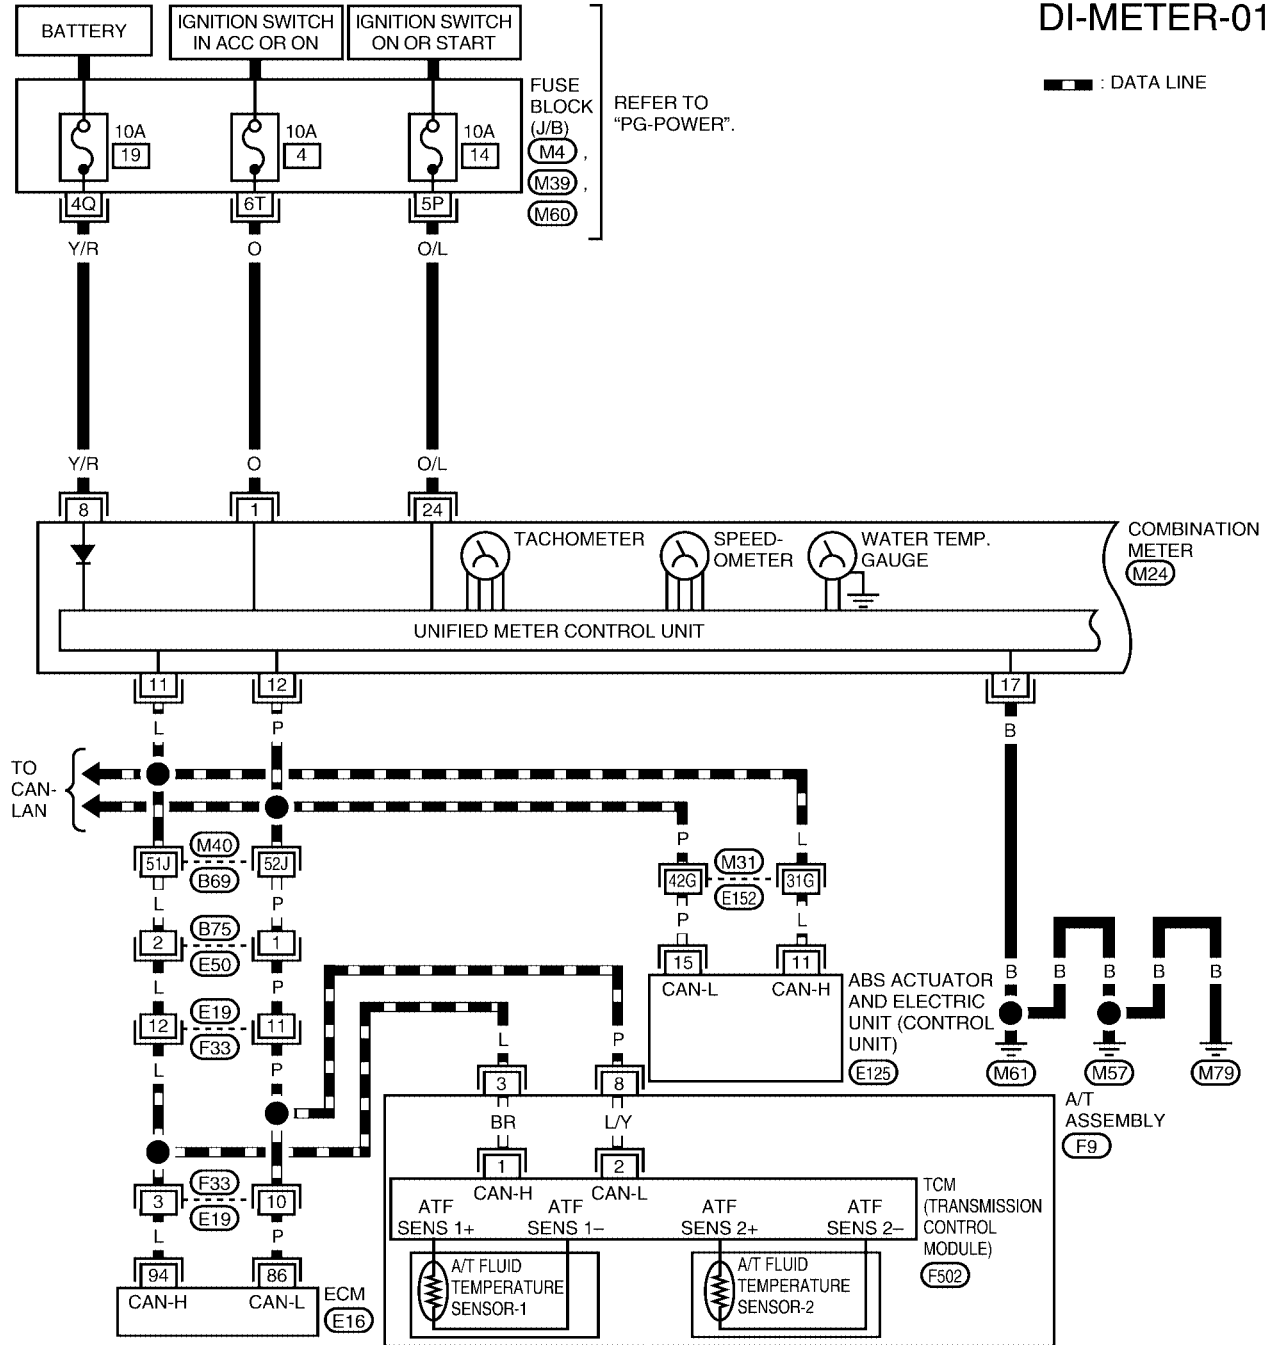 DI-METER-01
: DATA LINE
BATTERY
IGNITION SWITCH
IN ACC OR ON
IGNITION SWITCH
ON OR START
FUSE
BLOCK
(J/B)
M4 ,
M39 ,
M60
REFER TO
“PG-POWER”.
10A
19
10A
4
10A
14
4Q
6T
5P
Y/R
O
O/L
Y/R
O
O/L
8
1
24
TACHOMETER
SPEED-
OMETER
WATER TEMP.
GAUGE
COMBINATION
METER
M24
UNIFIED METER CONTROL UNIT
11
12
17
L
P
B
TO
CAN-
LAN
51J
M40
B69
52J
P
L
42G
M31
E152
31G
L
P
P
L
2
B75
E50
1
15
11
CAN-L
CAN-H
ABS ACTUATOR
AND ELECTRIC
UNIT (CONTROL
UNIT)
E125
L
P
12
E19
F33
11
L
P
L
P
B
B
B
B
B
M61
M57
M79
3
8
BR
L/Y
1
2
CAN-H
CAN-L
A/T
ASSEMBLY
F9
ATF
SENS 1+
ATF
SENS 1–
ATF
SENS 2+
ATF
SENS 2–
TCM
(TRANSMISSION
CONTROL
MODULE)
F502
A/T FLUID
TEMPERATURE
SENSOR-1
A/T FLUID
TEMPERATURE
SENSOR-2
3
F33
E19
10
L
P
94
86
CAN-H
CAN-L
ECM
E16